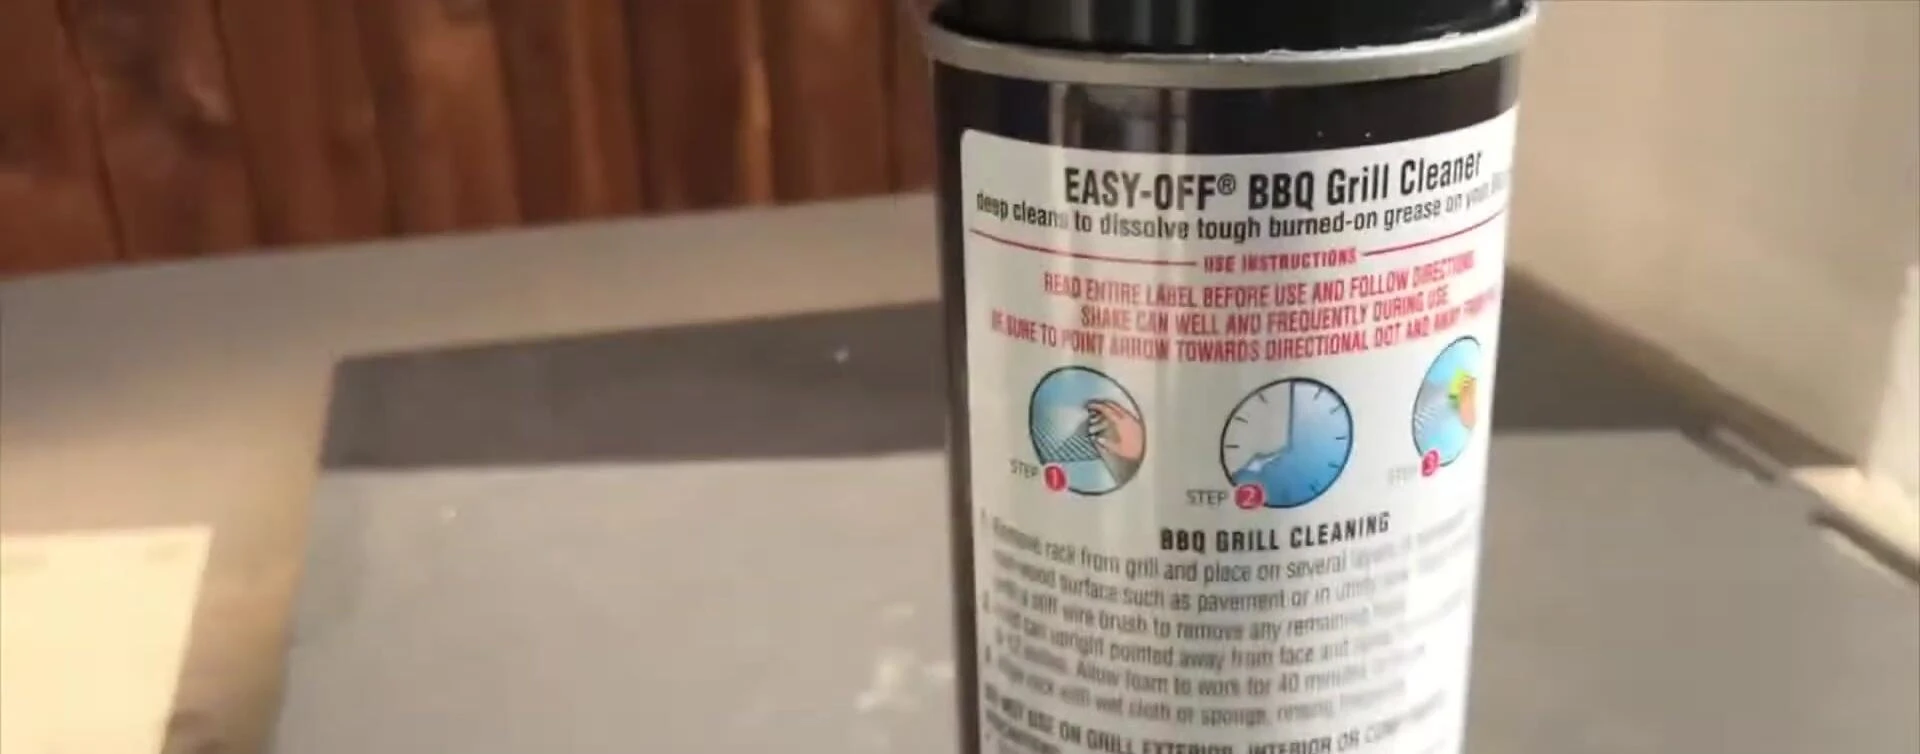 EASY-OFF® BBQ Grill Cleaner
deep cleans to dissolve tough burned-on grease on your
USE INSTRUCTIONS
READ ENTIRE LABEL BEFORE USE AND FOLLOW DIRECTIONS
SHAKE CAN WELL AND FREQUENTLY DURING USE
BE SURE TO POINT ARROW TOWARDS DIRECTIONAL DOT AND AWAY FROM
STEP 1
STEP 2
STEP 3
BBQ GRILL CLEANING
Remove rack from grill and place on several
surface such as pavement or in utility
stiff wire brush to remove any remaining
can upright pointed away from face and
Allow foam to work for 40 minutes
rack with wet cloth or sponge, rinsing
NOT USE ON GRILL EXTERIOR, INTERIOR OR